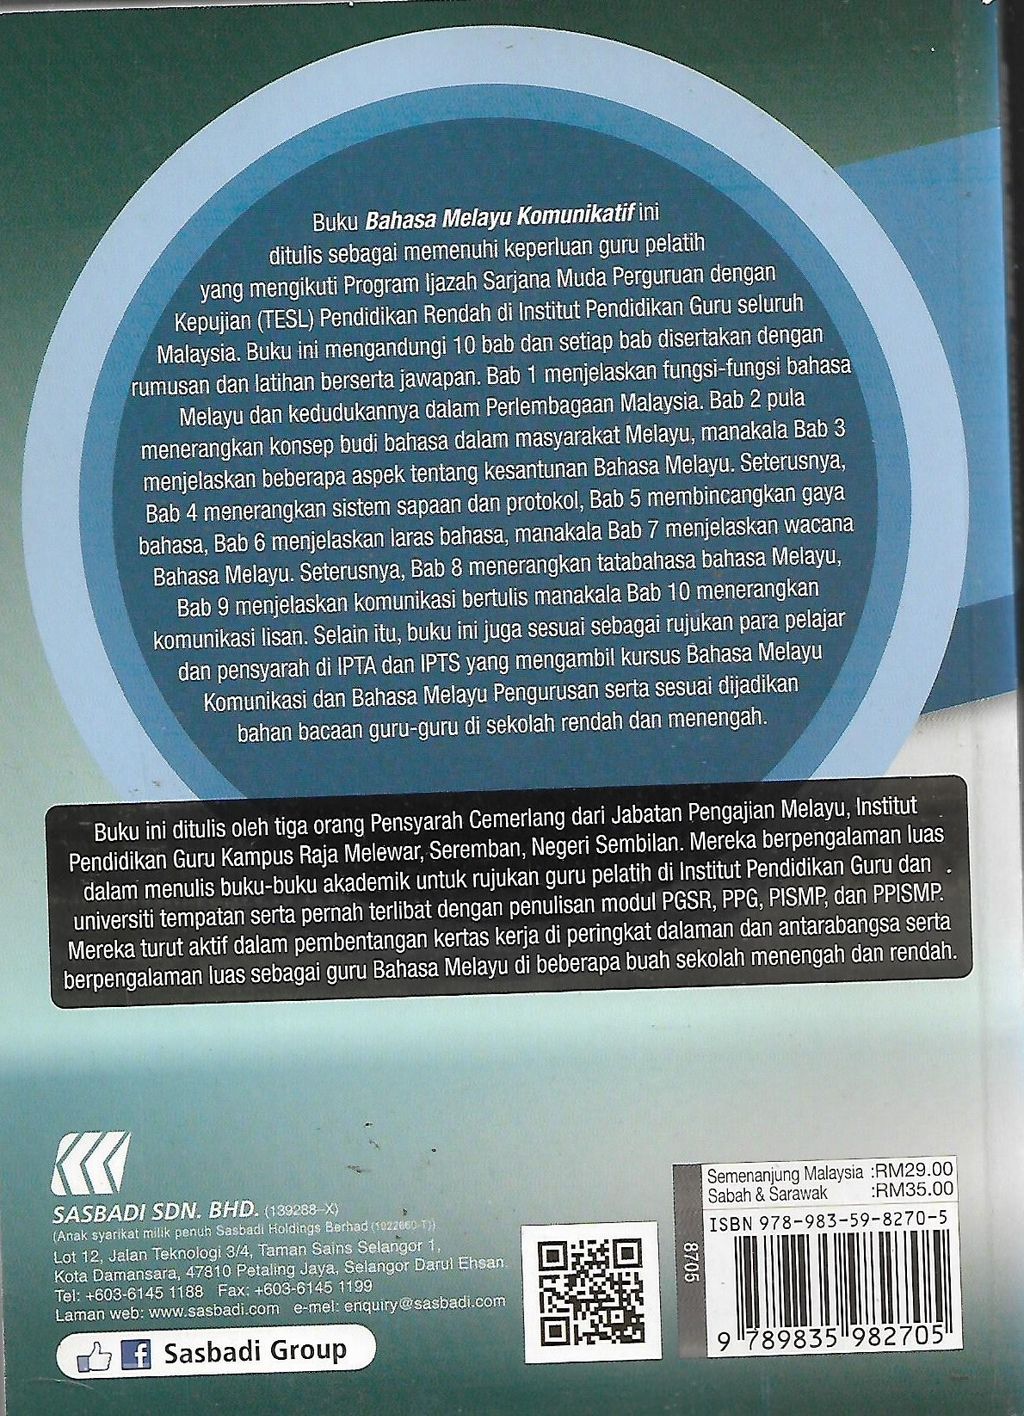 Buku Bahasa Melayu Komunikatif ini
ditulis sebagai memenuhi keperluan guru pelatih
yang mengikuti Program Ijazah Sarjana Muda Perguruan dengan
Kepujian (TESL) Pendidikan Rendah di Institut Pendidikan Guru seluruh
Malaysia. Buku ini mengandungi 10 bab dan setiap bab disertakan dengan
rumusan dan latihan berserta jawapan. Bab 1 menjelaskan fungsi-fungsi bahasa
Melayu dan kedudukannya dalam Perlembagaan Malaysia. Bab 2 pula
menerangkan konsep budi bahasa dalam masyarakat Melayu, manakala Bab 3
menjelaskan beberapa aspek tentang kesantunan Bahasa Melayu. Seterusnya,
Bab 4 menerangkan sistem sapaan dan protokol, Bab 5 membincangkan gaya
bahasa, Bab 6 menjelaskan laras bahasa, manakala Bab 7 menjelaskan wacana
Bahasa Melayu. Seterusnya, Bab 8 menerangkan tatabahasa bahasa Melayu,
Bab 9 menjelaskan komunikasi bertulis manakala Bab 10 menerangkan
komunikasi lisan. Selain itu, buku ini juga sesuai sebagai rujukan para pelajar
dan pensyarah di IPTA dan IPTS yang mengambil kursus Bahasa Melayu
Komunikasi dan Bahasa Melayu Pengurusan serta sesuai dijadikan
bahan bacaan guru-guru di sekolah rendah dan menengah.
Buku ini ditulis oleh tiga orang Pensyarah Cemerlang dari Jabatan Pengajian Melayu, Institut
Pendidikan Guru Kampus Raja Melewar, Seremban, Negeri Sembilan. Mereka berpengalaman luas
dalam menulis buku-buku akademik untuk rujukan guru pelatih di Institut Pendidikan Guru dan
universiti tempatan serta pernah terlibat dengan penulisan modul PGSR, PPG, PISMP, dan PPISMP.
Mereka turut aktif dalam pembentangan kertas kerja di peringkat dalaman dan antarabangsa serta
berpengalaman luas sebagai guru Bahasa Melayu di beberapa buah sekolah menengah dan rendah.
SASBADI SDN. BHD. (139288-X)
(Anak syarikat milik penuh Sasbadi Holdings Berhad (1022660-T))
Lot 12, Jalan Teknologi 3/4, Taman Sains Selangor 1,
Kota Damansara, 47810 Petaling Jaya, Selangor Darul Ehsan.
Tel: +603-6145 1188 Fax: +603-6145 1199
Laman web: www.sasbadi.com e-mel: enquiry@sasbadi.com
f Sasbadi Group
8705
Semenanjung Malaysia :RM29.00
Sabah & Sarawak :RM35.00
ISBN 978-983-59-8270-5
9 789835 982705